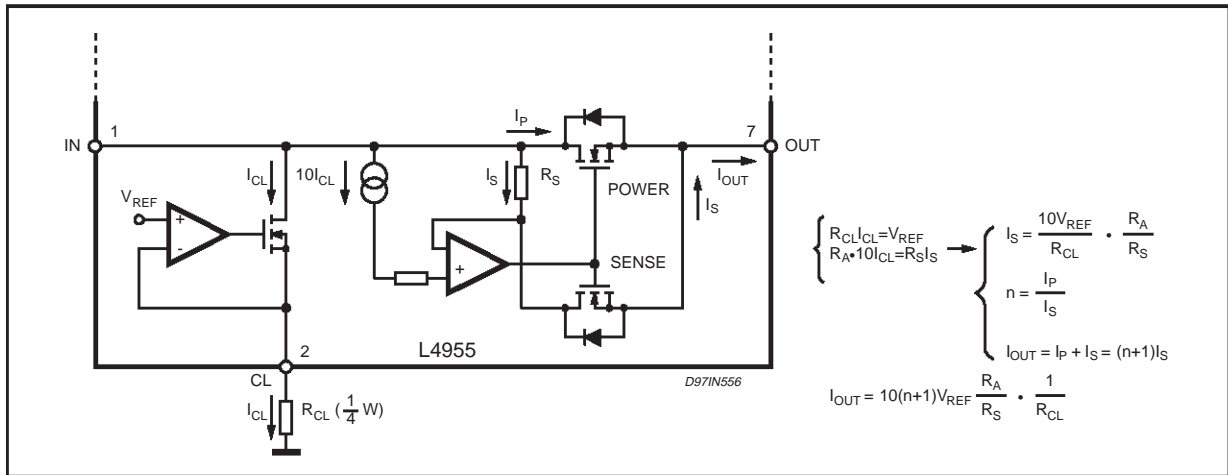 IN
1
I_P
7
OUT
I_CL
10I_CL
I_S
R_S
POWER
I_OUT
I_S
V_REF
+
-
+
SENSE
2
L4955
CL
D97IN556
I_CL
R_CL (1/4 W)
R_CL I_CL=V_REF
R_A•10I_CL=R_S I_S
I_S = 10V_REF/R_CL • R_A/R_S
n = I_P/I_S
I_OUT = I_P + I_S = (n+1)I_S
I_OUT = 10(n+1)V_REF R_A/R_S • 1/R_CL